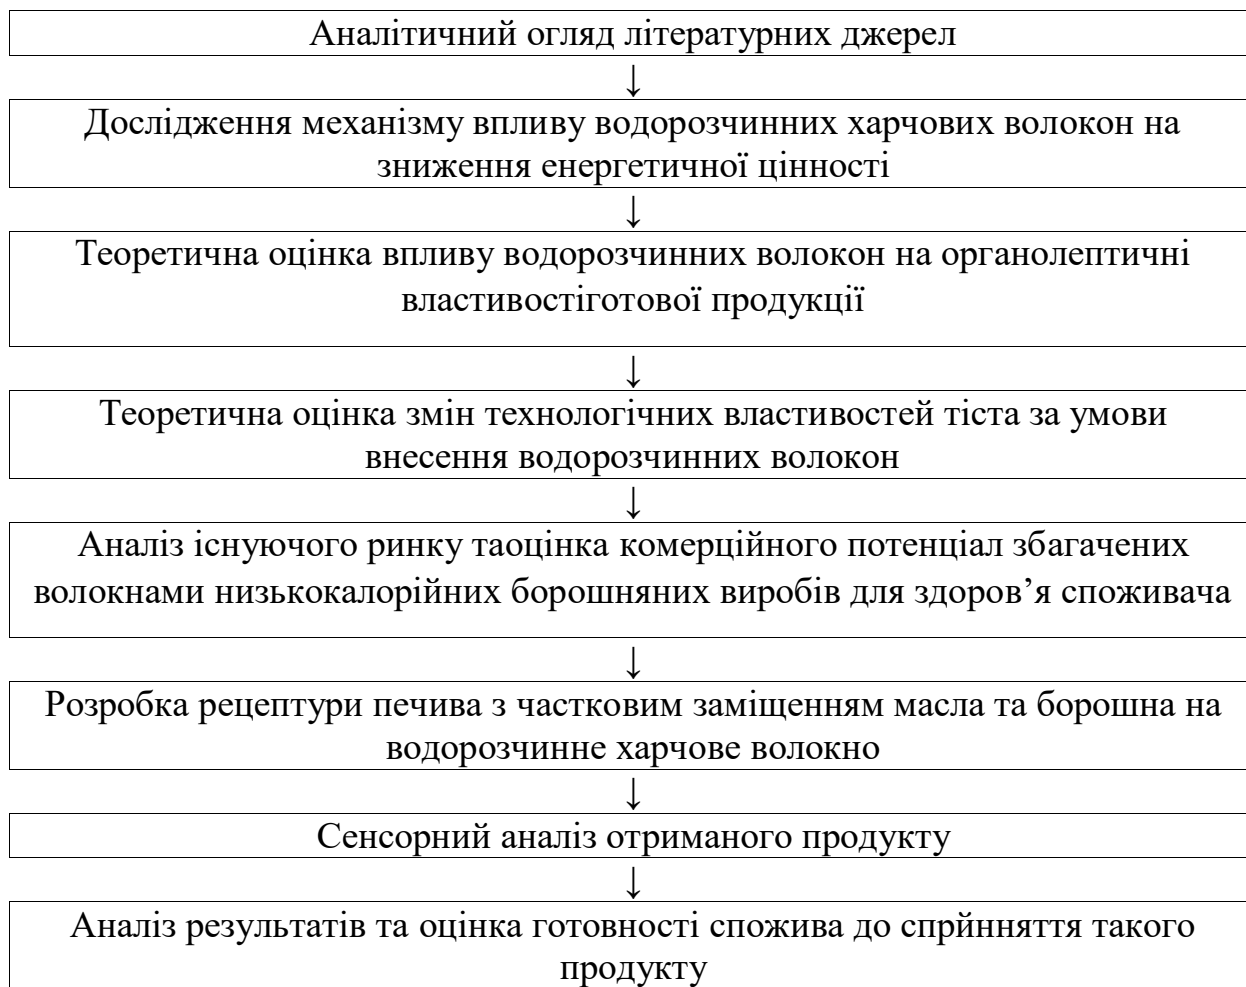 Аналітичний огляд літературних джерел
↓
Дослідження механізму впливу водорозчинних харчових волокон на
зниження енергетичної цінності
↓
Теоретична оцінка впливу водорозчинних волокон на органолептичні
властивостіготової продукції
↓
Теоретична оцінка змін технологічних властивостей тіста за умови
внесення водорозчинних волокон
↓
Аналіз існуючого ринку таоцінка комерційного потенціал збагачених
волокнами низькокалорійних борошняних виробів для здоров’я споживача
↓
Розробка рецептури печива з частковим заміщенням масла та борошна на
водорозчинне харчове волокно
↓
Сенсорний аналіз отриманого продукту
↓
Аналіз результатів та оцінка готовності спожива до спрйнняття такого
продукту